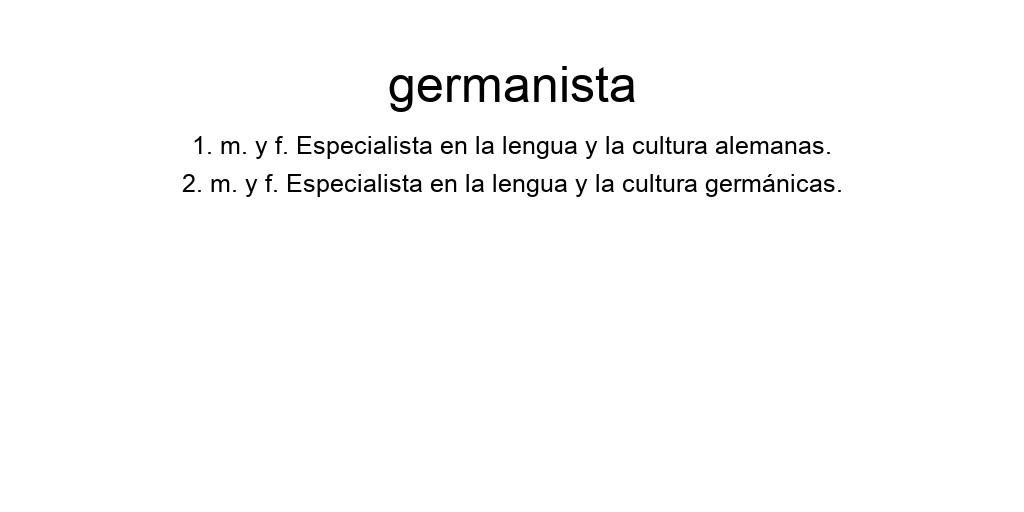 germanista
1. m. y f. Especialista en la lengua y la cultura alemanas.
2. m. y f. Especialista en la lengua y la cultura germánicas.